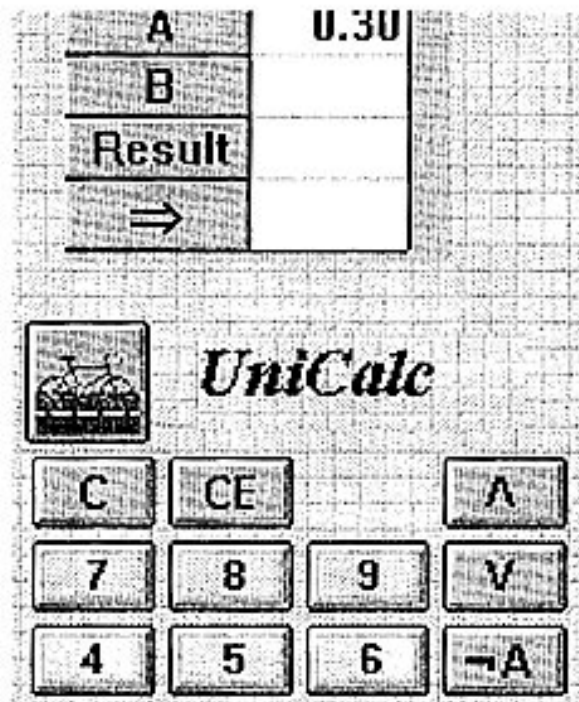 A 0.30
B
Result
⇒
UniCalc
C CE Λ
7 8 9 V
4 5 6 ¬A